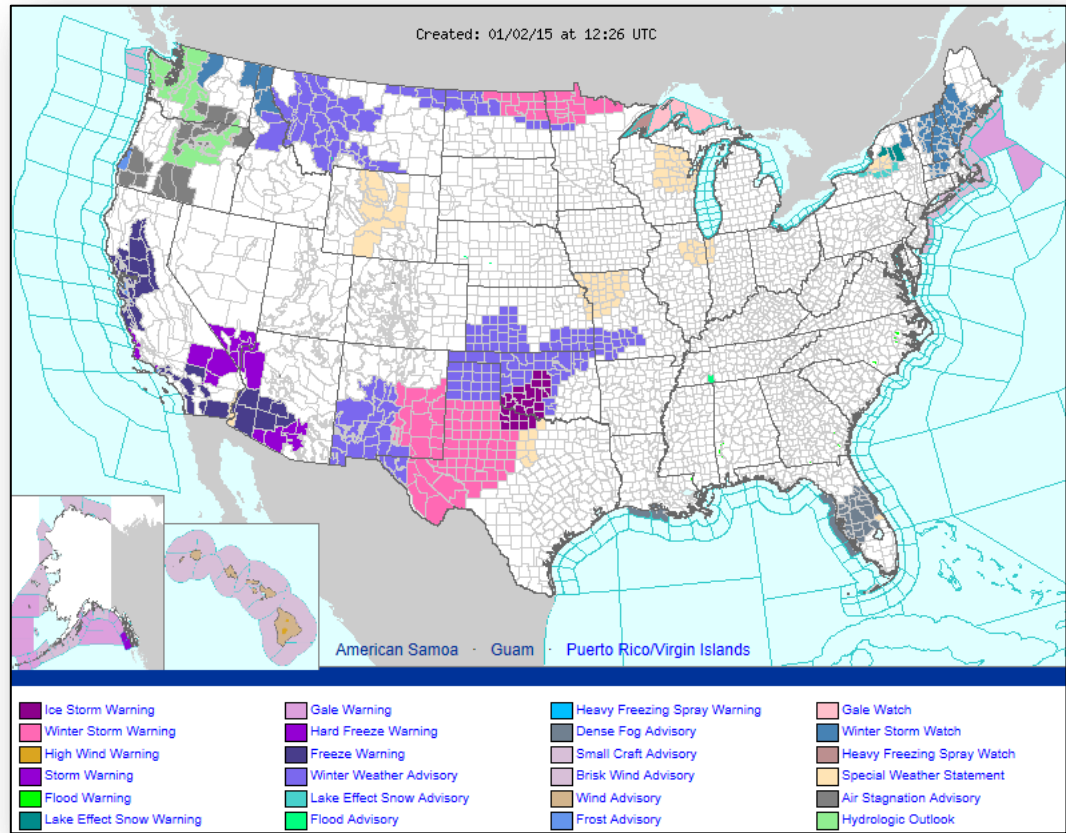 Created: 01/02/15 at 12:26 UTC
American Samoa · Guam · Puerto Rico/Virgin Islands
Ice Storm Warning
Gale Warning
Heavy Freezing Spray Warning
Gale Watch
Winter Storm Warning
Hard Freeze Warning
Dense Fog Advisory
Winter Storm Watch
High Wind Warning
Freeze Warning
Small Craft Advisory
Heavy Freezing Spray Watch
Storm Warning
Winter Weather Advisory
Brisk Wind Advisory
Special Weather Statement
Flood Warning
Lake Effect Snow Advisory
Wind Advisory
Air Stagnation Advisory
Lake Effect Snow Warning
Flood Advisory
Frost Advisory
Hydrologic Outlook